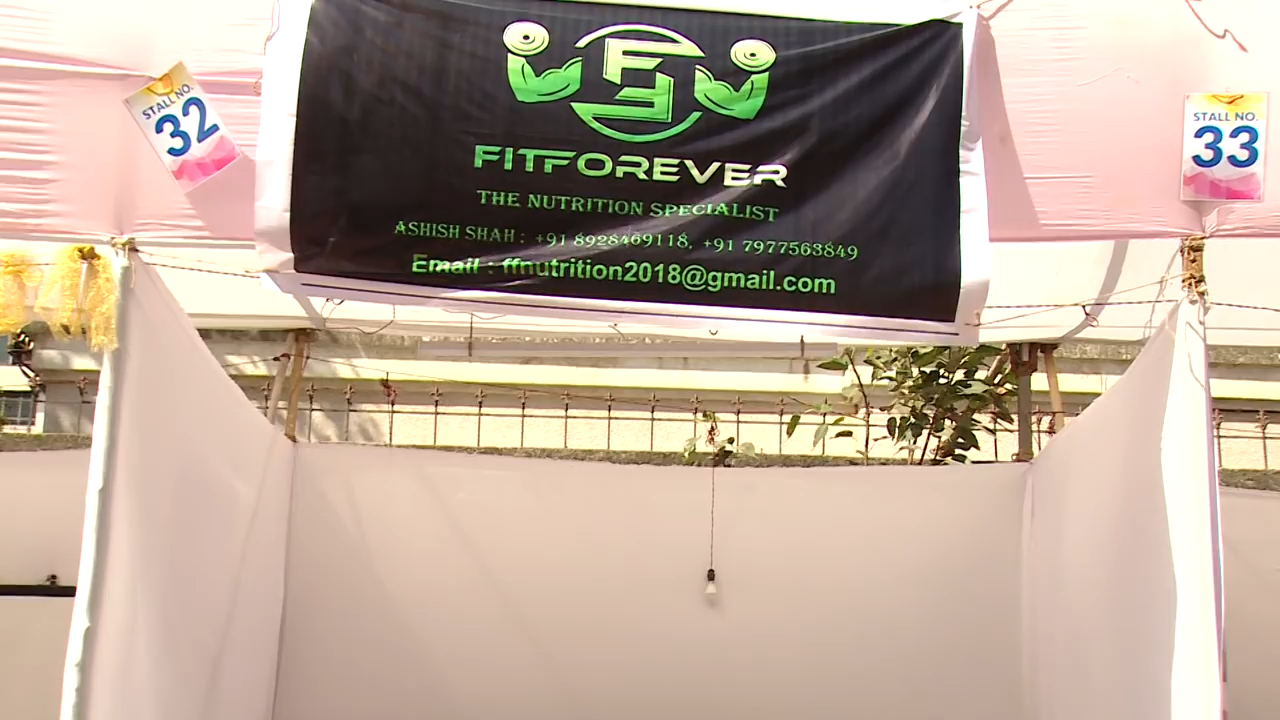 STALL NO.
32
FF
FITFOREVER
THE NUTRITION SPECIALIST
ASHISH SHAH : +91 8928469118, +91 7977563849
Email : ffnutrition2018@gmail.com
STALL NO.
33